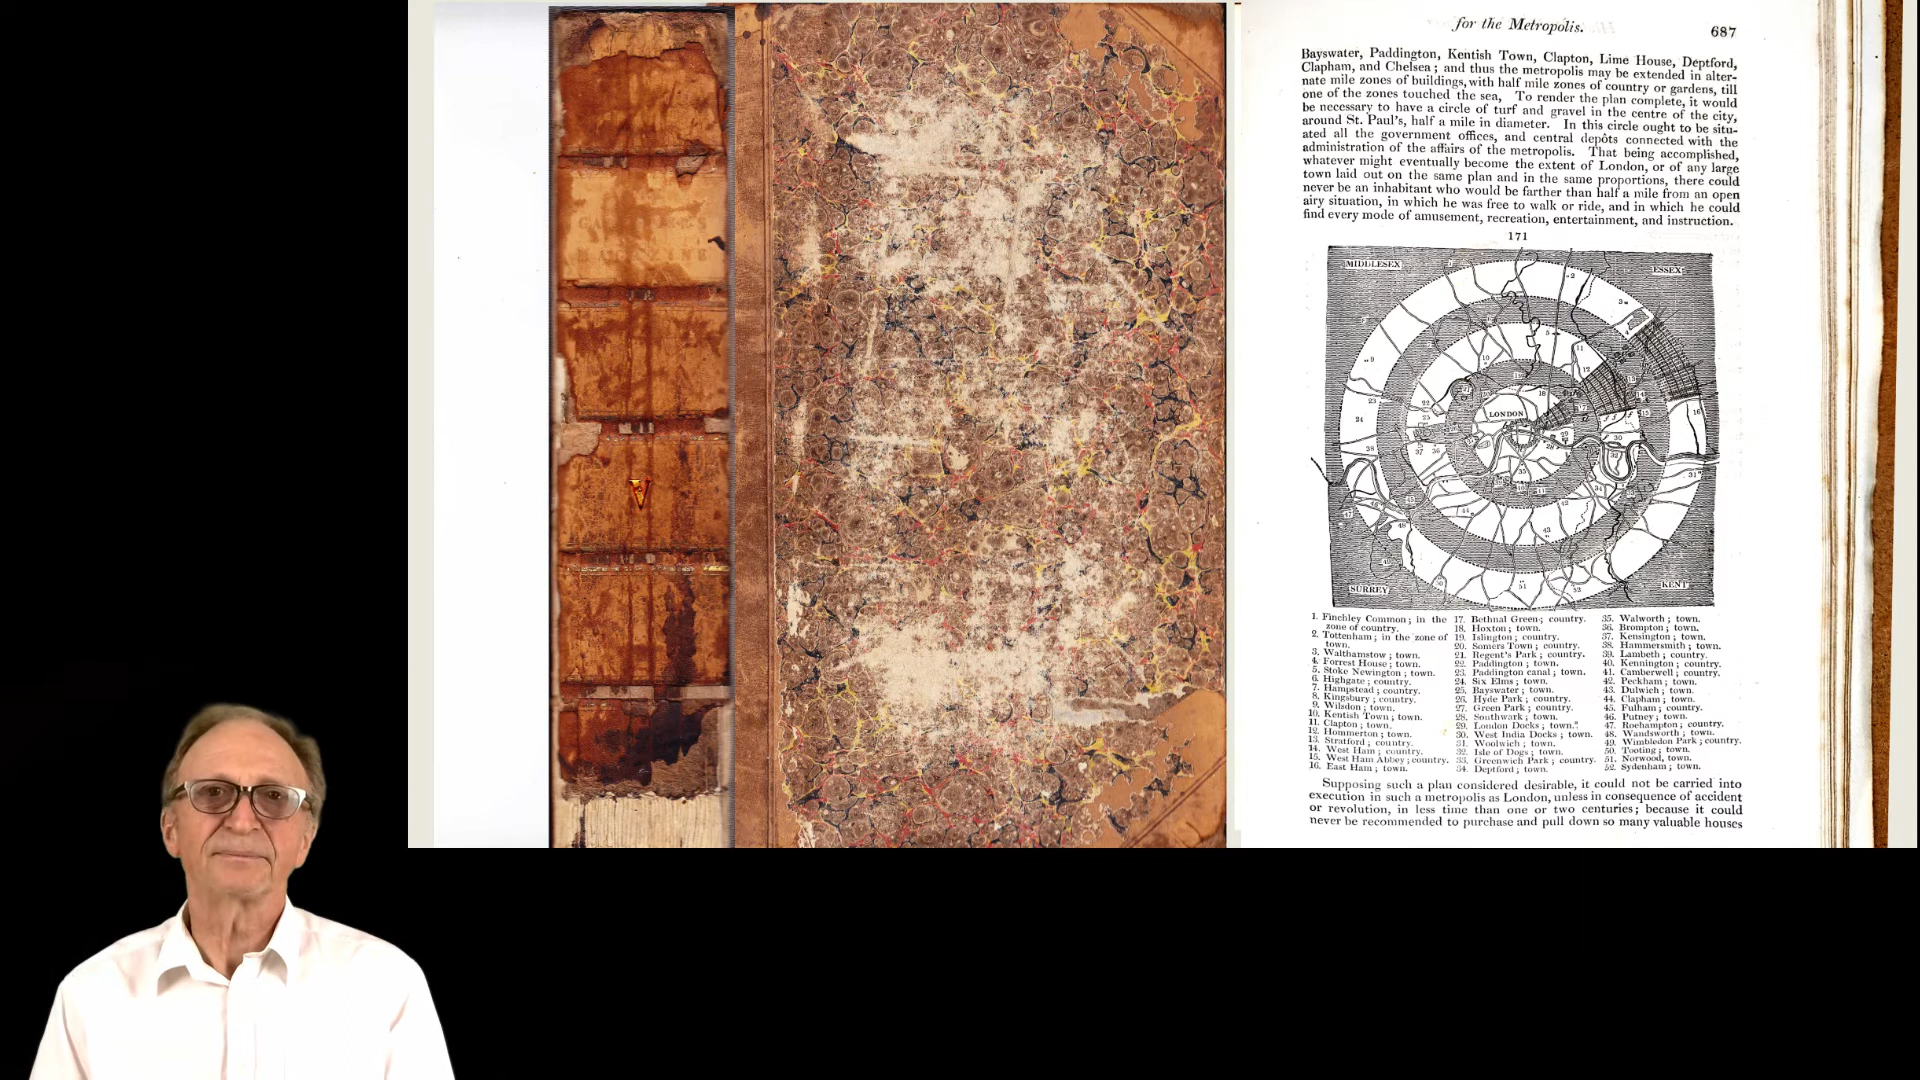 V
for the Metropolis.
687
Bayswater, Paddington, Kentish Town, Clapton, Lime House, Deptford,
Clapham, and Chelsea; and thus the metropolis may be extended in alter-
nate mile zones of buildings, with half mile zones of country or gardens, till
one of the zones touched the sea, To render the plan complete, it would
be necessary to have a circle of turf and gravel in the centre of the city,
around St. Paul's, half a mile in diameter. In this circle ought to be situ-
ated all the government offices, and central depôts connected with the
administration of the affairs of the metropolis. That being accomplished,
whatever might eventually become the extent of London, or of any large
town laid out on the same plan and in the same proportions, there could
never be an inhabitant who would be farther than half a mile from an open
airy situation, in which he was free to walk or ride, and in which he could
find every mode of amusement, recreation, entertainment, and instruction.
171
MIDDLESEX
ESSEX
LONDON
SURREY
KENT
1. Finchley Common; in the
zone of country.
2. Tottenham; in the zone of
town.
3. Walthamstow; town.
4. Forrest House; town.
5. Stoke Newington; town.
6. Highgate; country.
7. Hampstead; country.
8. Kingsbury; country.
9. Wilsdon; town.
10. Kentish Town; town.
11. Clapton; town.
12. Hommerton; town.
13. Stratford; country.
14. West Ham; country.
15. West Ham Abbey; country.
16. East Ham; town.
17. Bethnal Green; country.
18. Hoxton; town.
19. Islington; country.
20. Somers Town; country.
21. Regent's Park; country.
22. Paddington; town.
23. Paddington canal; town.
24. Six Elms; town.
25. Bayswater; town.
26. Hyde Park; country.
27. Green Park; country.
28. Southwark; town.
29. London Docks; town.
30. West India Docks; town.
31. Woolwich; town.
32. Isle of Dogs; town.
33. Greenwich Park; country.
34. Deptford; town.
35. Walworth; town.
36. Brompton; town.
37. Kensington; town.
38. Hammersmith; town.
39. Lambeth; country.
40. Kennington; country.
41. Camberwell; country.
42. Peckham; town.
43. Dulwich; town.
44. Clapham; town.
45. Fulham; country.
46. Putney; town.
47. Roehampton; country.
48. Wandsworth; town.
49. Wimbledon Park; country.
50. Tooting; town.
51. Norwood, town.
52. Sydenham; town.
Supposing such a plan considered desirable, it could not be carried into
execution in such a metropolis as London, unless in consequence of accident
or revolution, in less time than one or two centuries; because it could
never be recommended to purchase and pull down so many valuable houses